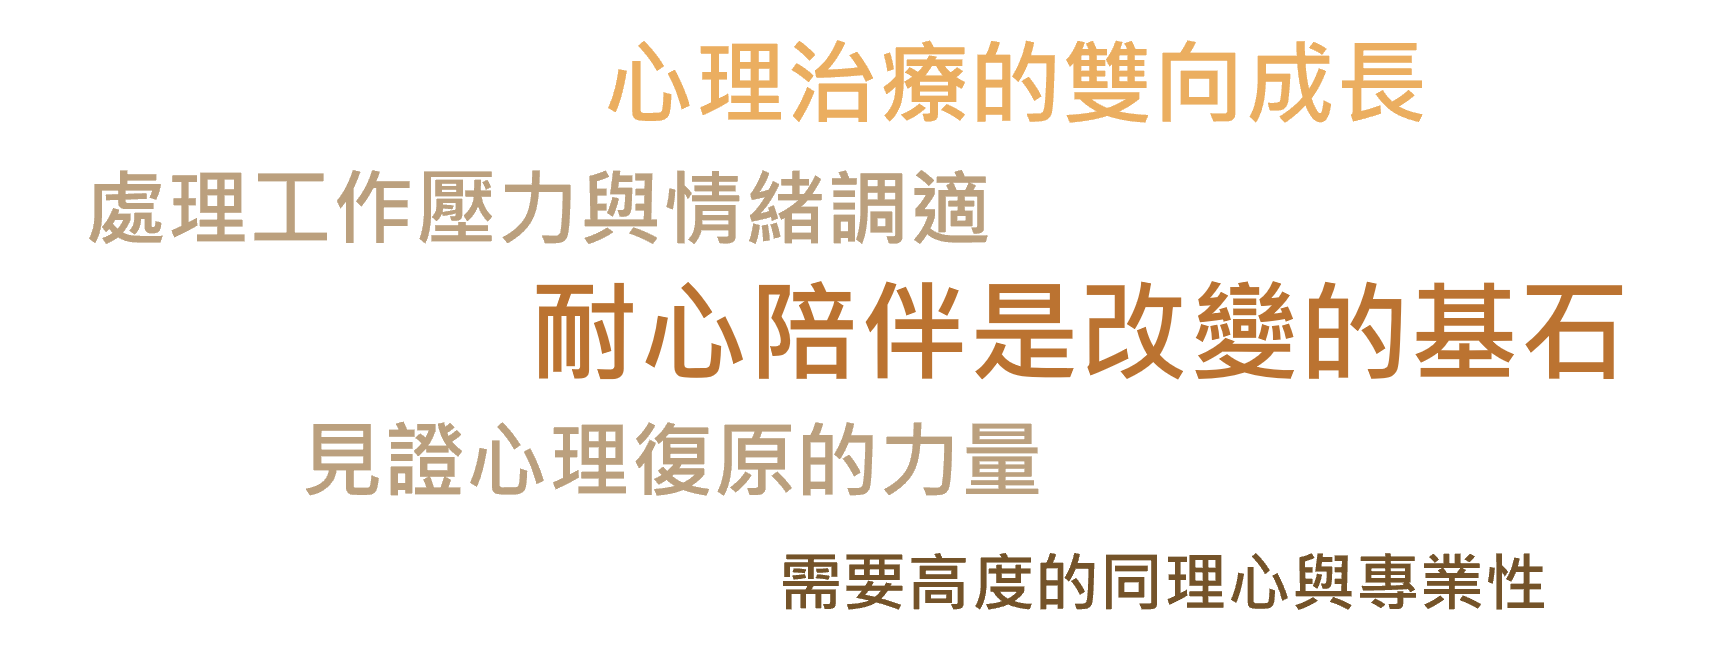 心理治療的雙向成長
處理工作壓力與情緒調適
耐心陪伴是改變的基石
見證心理復原的力量
需要高度的同理心與專業性